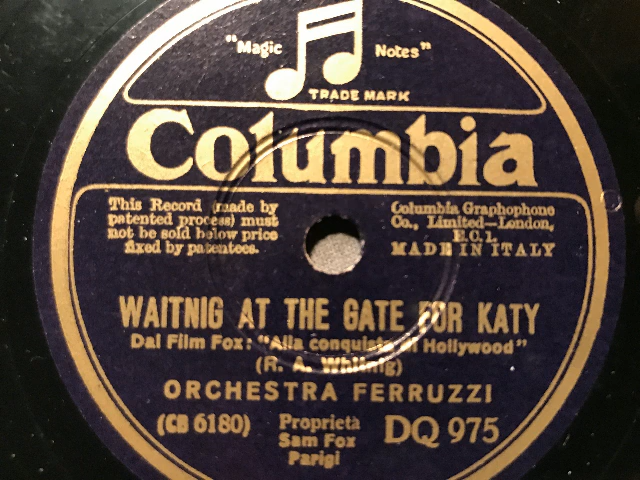 "Magic Notes"
TRADE MARK
Columbia
This Record (made by
patented process) must
not be sold below price
fixed by patentees.
Columbia Graphophone
Co., Limited—London,
E.C.1.
MADE IN ITALY
WAITNIG AT THE GATE FOR KATY
Dal Film Fox: "Alla conquista di Hollywood"
(R. A. Whitnig)
ORCHESTRA FERRUZZI
(CB 6180)
Proprietà
Sam Fox
Parigi
DQ 975